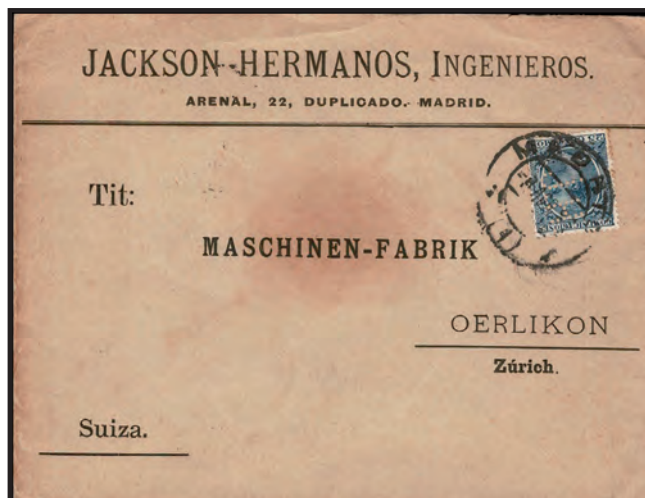 JACKSON-HERMANOS, INGENIEROS.
ARENAL, 22, DUPLICADO. MADRID.
Tit:
MASCHINEN-FABRIK
OERLIKON
Zúrich.
Suiza.